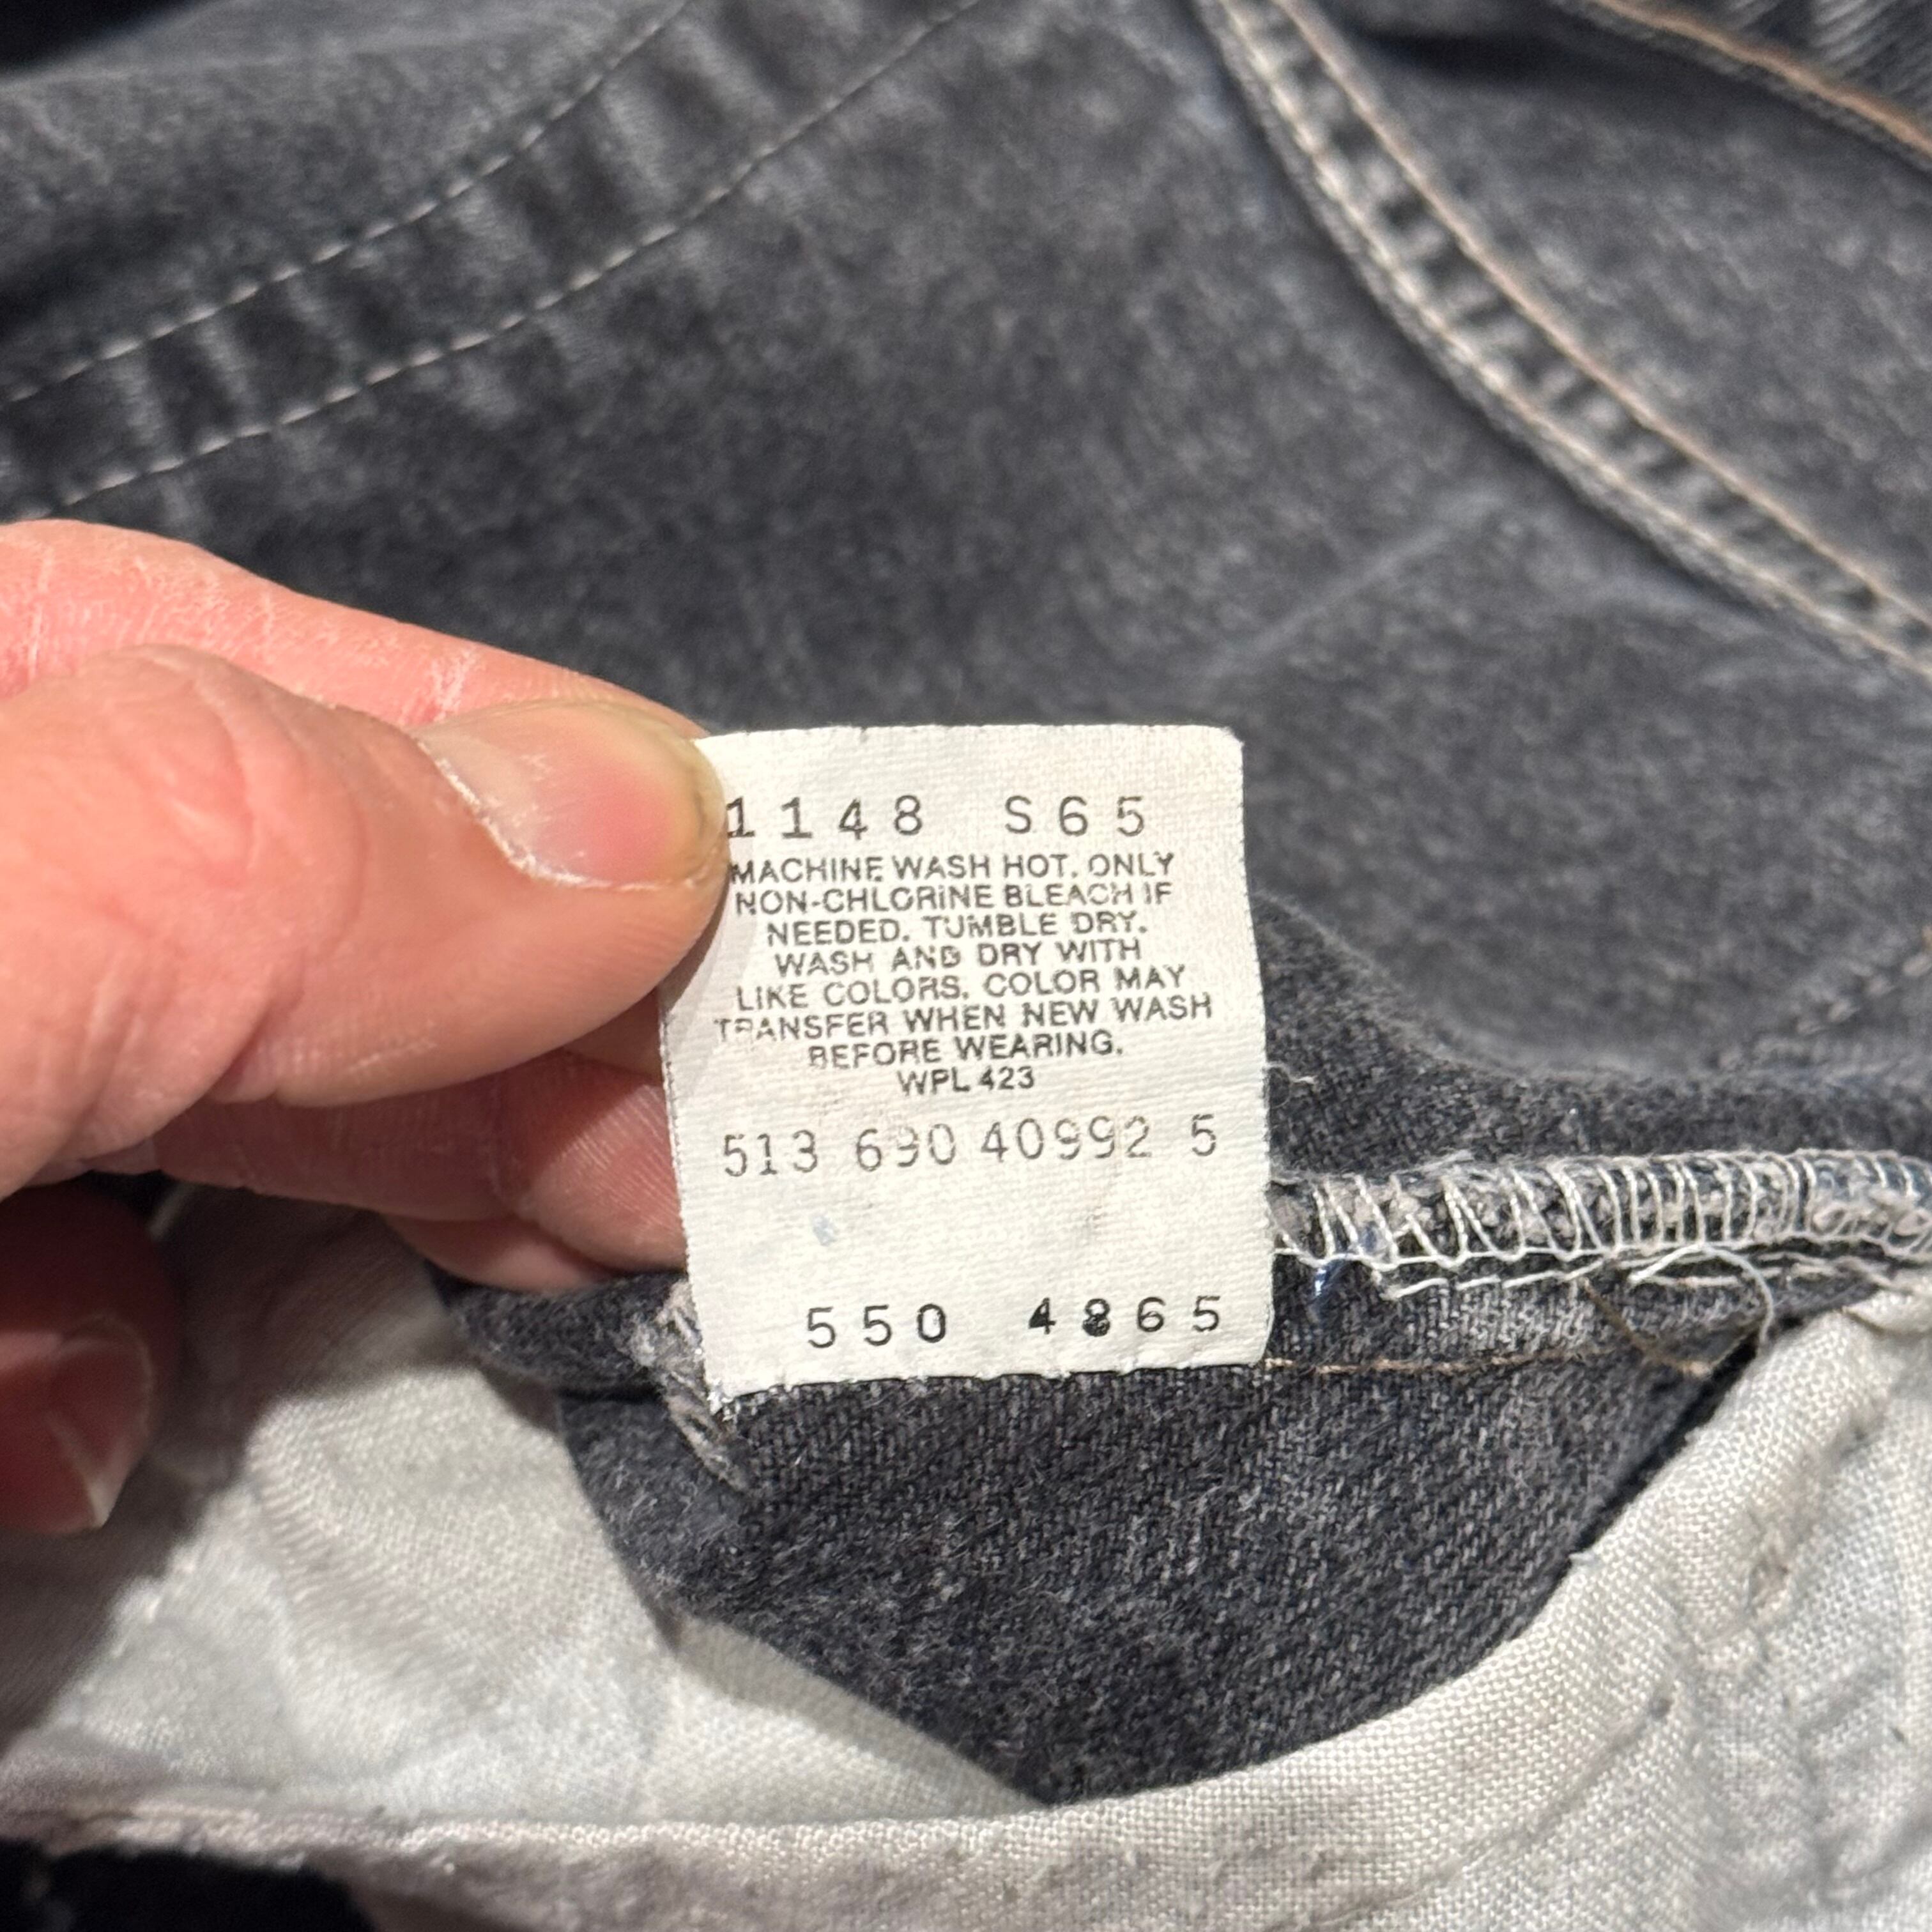 1148 S65
MACHINE WASH HOT. ONLY
NON-CHLORINE BLEACH IF
NEEDED. TUMBLE DRY.
WASH AND DRY WITH
LIKE COLORS. COLOR MAY
TRANSFER WHEN NEW WASH
BEFORE WEARING.
WPL 423
513 690 40992 5
550 4865